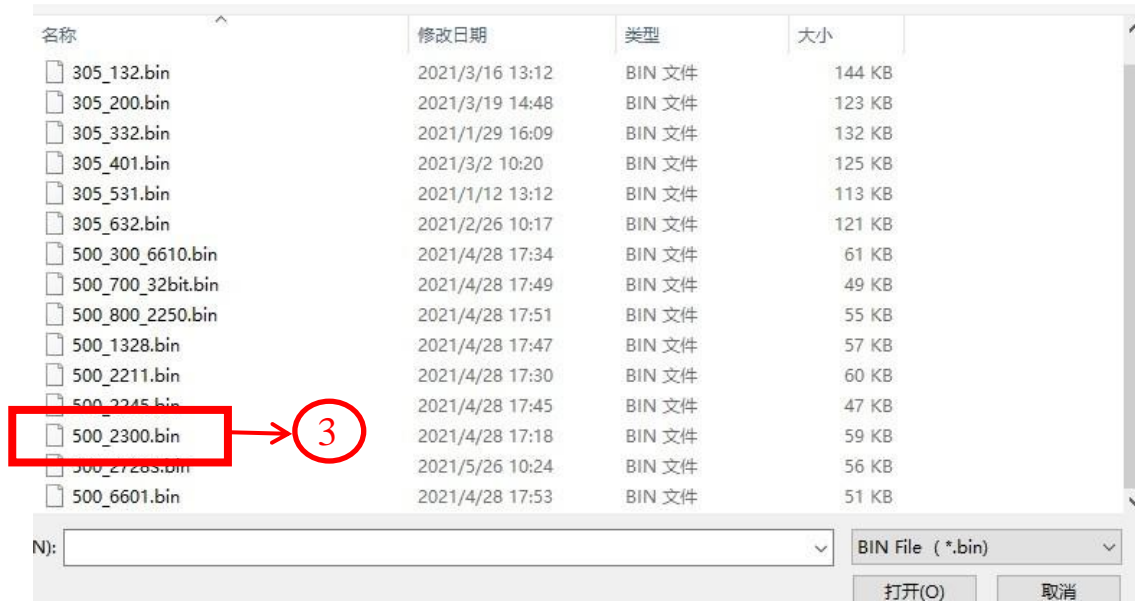 名称 修改日期 类型 大小
305_132.bin 2021/3/16 13:12 BIN 文件 144 KB
305_200.bin 2021/3/19 14:48 BIN 文件 123 KB
305_332.bin 2021/1/29 16:09 BIN 文件 132 KB
305_401.bin 2021/3/2 10:20 BIN 文件 125 KB
305_531.bin 2021/1/12 13:12 BIN 文件 113 KB
305_632.bin 2021/2/26 10:17 BIN 文件 121 KB
500_300_6610.bin 2021/4/28 17:34 BIN 文件 61 KB
500_700_32bit.bin 2021/4/28 17:49 BIN 文件 49 KB
500_800_2250.bin 2021/4/28 17:51 BIN 文件 55 KB
500_1328.bin 2021/4/28 17:47 BIN 文件 57 KB
500_2211.bin 2021/4/28 17:30 BIN 文件 60 KB
500_2245.bin 2021/4/28 17:45 BIN 文件 47 KB
500_2300.bin 3 2021/4/28 17:18 BIN 文件 59 KB
2021/5/26 10:24 BIN 文件 56 KB
500_6601.bin 2021/4/28 17:53 BIN 文件 51 KB
N): BIN File ( *.bin)
打开(O) 取消